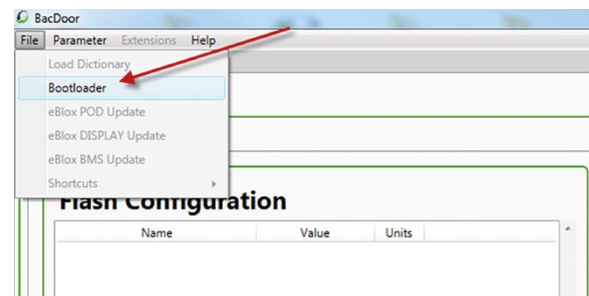 BacDoor
File Parameter Extensions Help
Load Dictionary
Bootloader
eBlox POD Update
eBlox DISPLAY Update
eBlox BMS Update
Shortcuts
Flash Configuration
Name Value Units